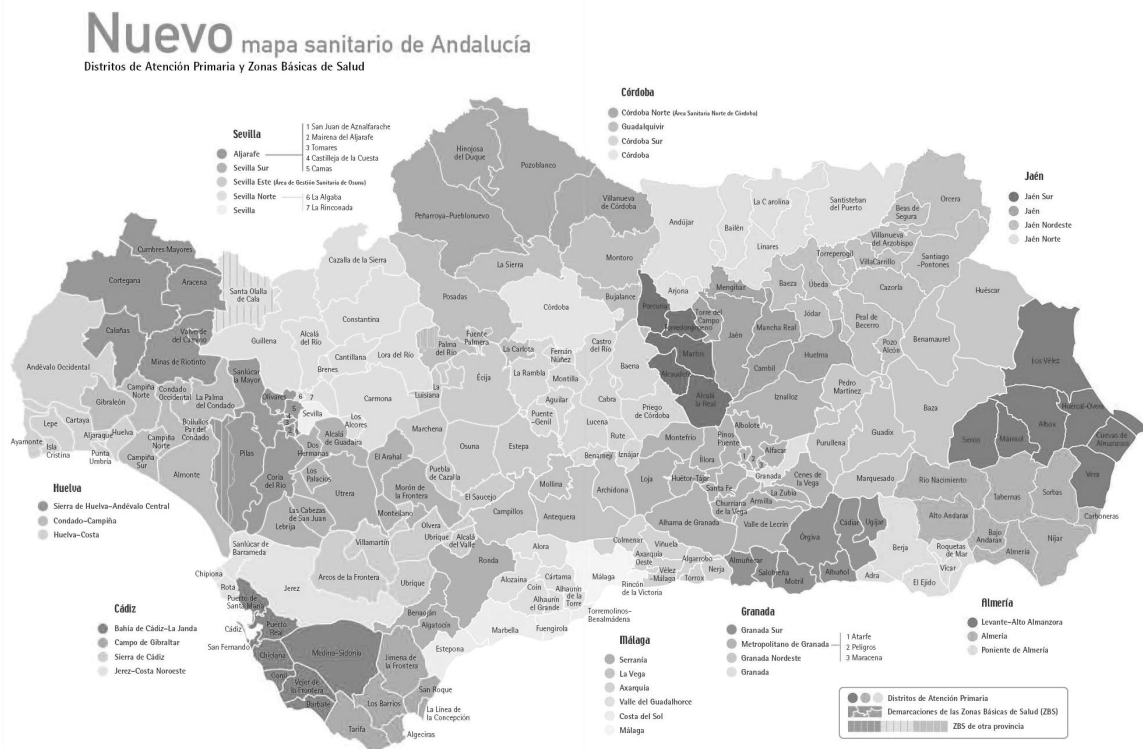 Nuevo mapa sanitario de Andalucía
Distritos de Atención Primaria y Zonas Básicas de Salud
Sevilla
Aljarafe
Sevilla Sur
Sevilla Este (Área de Gestión Sanitaria de Osuna)
Sevilla Norte
Sevilla
1 San Juan de Aznalfarache
2 Mairena del Aljarafe
3 Tomares
4 Castilleja de la Cuesta
5 Camas
6 La Algaba
7 La Rinconada
Córdoba
Córdoba Norte (Área Sanitaria Norte de Córdoba)
Guadalquivir
Córdoba Sur
Córdoba
Jaén
Jaén Sur
Jaén
Jaén Nordeste
Jaén Norte
Hinojosa
del Duque
Pozoblanco
Peñarroya-Pueblonuevo
Villanueva
de Córdoba
La Sierra
Montoro
Andújar
Bailén
La Carolina
Linares
Santisteban
del Puerto
Beas de
Segura
Orcera
Villanueva
del Arzobispo
Torreperogil
VillaCarrillo
Santiago
-Pontones
Cumbres Mayores
Cortegana
Aracena
Santa Olalla
de Cala
Cazalla de la Sierra
Constantina
Posadas
Córdoba
Bujalance
Porcuna
Arjona
Mengíbar
Torredonjimeno
Torre del
Campo
Jaén
Mancha Real
Baeza
Úbeda
Jódar
Cazorla
Peal de
Becerro
Pozo
Alcón
Huéscar
Benamaurel
Calañas
Valverde
del Camino
Minas de Riotinto
Andévalo Occidental
Guillena
Alcalá
del Río
Cantillana
Brenes
Lora del Río
Palma
del Río
Fuente
Palmera
La Carlota
Fernán
Núñez
Castro
del Río
Martos
Alcaudete
Alcalá
la Real
Cambil
Huelma
Pedro
Martínez
Iznalloz
Baza
Los Vélez
Huércal-Overa
Albox
Cuevas de
Almanzora
Serón
Mármol
Vera
Gibraleón
Campiña
Norte
Condado
Occidental
La Palma
del Condado
Bollullos
Par del
Condado
Lepe
Cartaya
Aljaraque
Huelva
Ayamonte
Isla
Cristina
Punta
Umbría
Campiña
Norte
Campiña
Sur
Almonte
Sanlúcar
la Mayor
Olivares
5
4
6
7
Sevilla
Carmona
Los
Alcores
La
Luisiana
Écija
La Rambla
Montilla
Aguilar
Puente
-Genil
Cabra
Baena
Priego de
Córdoba
Lucena
Rute
Benamejí
Iznájar
Pilas
Coria
del Río
Dos
Hermanas
Alcalá de
Guadaira
Los
Palacios
Utrera
Las Cabezas
de San Juan
Lebrija
El Arahal
Marchena
Morón de
la Frontera
Montellano
Puebla
de Cazalla
Osuna
Estepa
El Saucejo
Campillos
Mollina
Antequera
Archidona
Loja
Montefrío
Íllora
Huétor-Tájar
Pinos
Puente
Albolote
Alfacar
1
2
3
Santa Fe
Granada
Churriana
de la Vega
Armilla
La Zubia
Cenes de
la Vega
Purullena
Guadix
Marquesado
Alhama de Granada
Valle de Lecrín
Órgiva
Cádiar
Ugíjar
Almuñécar
Salobreña
Motril
Albuñol
Río Nacimiento
Alto Andarax
Tabernas
Sorbas
Carboneras
Bajo
Andarax
Almería
Níjar
Berja
Adra
El Ejido
Vícar
Roquetas
de Mar
Sanlúcar de
Barrameda
Chipiona
Rota
Puerto de
Santa María
Cádiz
San Fernando
Puerto
Real
Chiclana
Conil
Vejer de
la Frontera
Barbate
Medina-Sidonia
Jerez
Arcos de la Frontera
Villamartín
Olvera
Ubrique
Alcalá
del Valle
Ubrique
Ronda
Benaoján
Algatocín
Jimena de
la Frontera
San Roque
La Línea de
la Concepción
Los Barrios
Tarifa
Algeciras
Alora
Alozaina
Cártama
Coín
Alhaurín
de la
Torre
Alhaurín
el Grande
Málaga
Marbella
Fuengirola
Torremolinos-
Benalmádena
Estepona
Colmenar
Axarquía
Oeste
Viñuela
Vélez
Málaga
Algarrobo
Torrox
Nerja
Rincón
de la Victoria
Huelva
Sierra de Huelva-Andévalo Central
Condado-Campiña
Huelva-Costa
Cádiz
Bahía de Cádiz-La Janda
Campo de Gibraltar
Sierra de Cádiz
Jerez-Costa Noroeste
Málaga
Serranía
La Vega
Axarquía
Valle del Guadalhorce
Costa del Sol
Málaga
Granada
Granada Sur
Metropolitano de Granada
Granada Nordeste
Granada
1 Atarfe
2 Peligros
3 Maracena
Almería
Levante-Alto Almanzora
Almería
Poniente de Almería
Distritos de Atención Primaria
Demarcaciones de las Zonas Básicas de Salud (ZBS)
ZBS de otra provincia